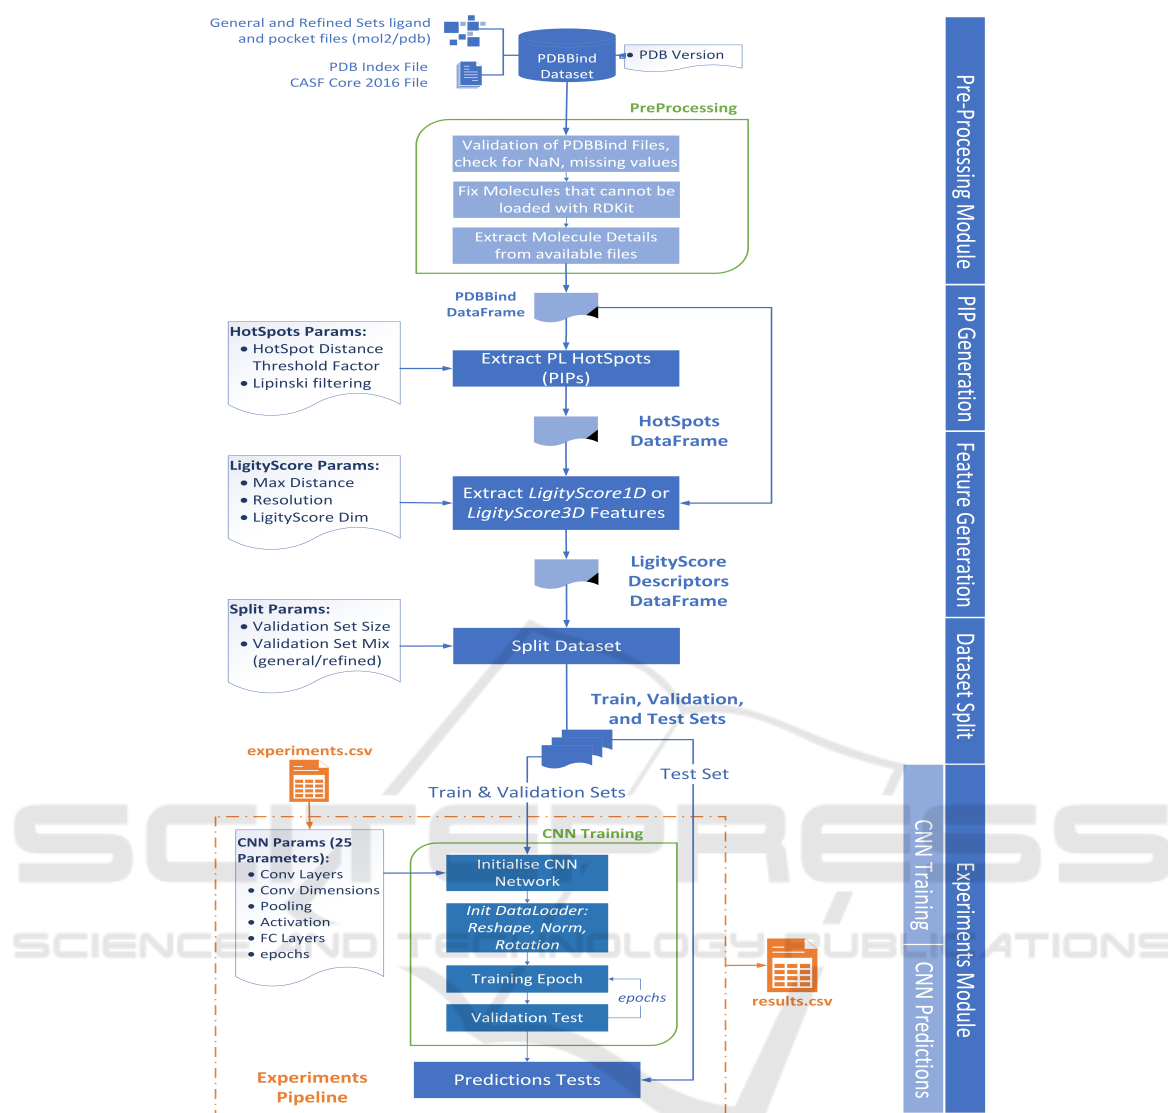 General and Refined Sets ligand
and pocket files (mol2/pdb)
PDB Index File
CASF Core 2016 File
PDBBind
Dataset
• PDB Version
PreProcessing
Validation of PDBBind Files,
check for NaN, missing values
Fix Molecules that cannot be
loaded with RDKit
Extract Molecule Details
from available files
PDBBind
DataFrame
HotSpots Params:
• HotSpot Distance
Threshold Factor
• Lipinski filtering
Extract PL HotSpots
(PIPs)
HotSpots
DataFrame
LigityScore Params:
• Max Distance
• Resolution
• LigityScore Dim
Extract LigityScore1D or
LigityScore3D Features
LigityScore
Descriptors
DataFrame
Split Params:
• Validation Set Size
• Validation Set Mix
(general/refined)
Split Dataset
Train, Validation,
and Test Sets
experiments.csv
Test Set
Train & Validation Sets
CNN Training
CNN Params (25
Parameters):
• Conv Layers
• Conv Dimensions
• Pooling
• Activation
• FC Layers
• epochs
Initialise CNN
Network
Init DataLoader:
Reshape, Norm,
Rotation
Training Epoch
epochs
Validation Test
results.csv
Predictions Tests
Experiments
Pipeline
Pre-Processing Module
PIP Generation
Feature Generation
Dataset Split
Experiments Module
CNN Training
CNN Predictions
SCITEPRESS
SCIENCE AND TECHNOLOGY PUBLICATIONS